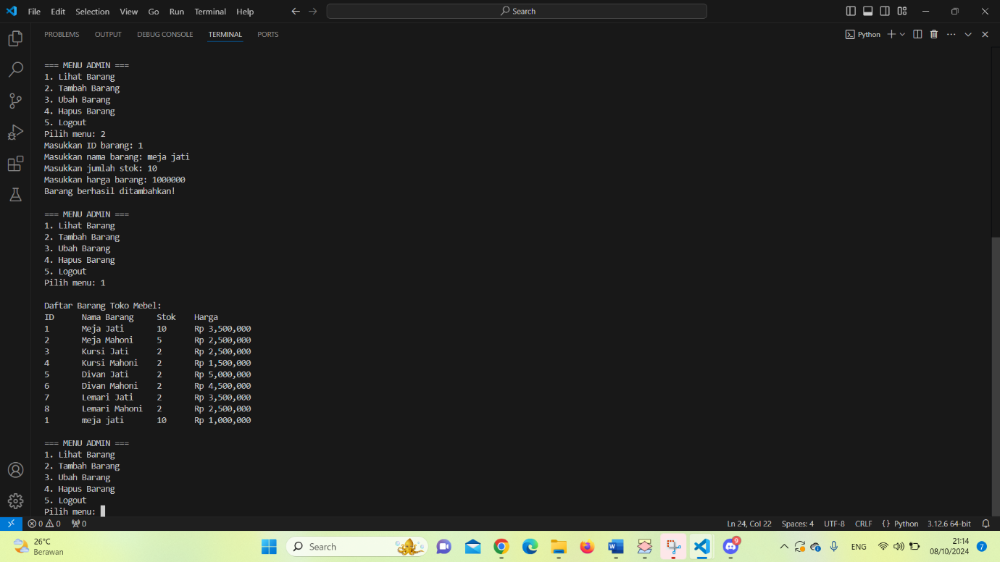 File Edit Selection View Go Run Terminal Help Search
PROBLEMS OUTPUT DEBUG CONSOLE TERMINAL PORTS Python
=== MENU ADMIN ===
1. Lihat Barang
2. Tambah Barang
3. Ubah Barang
4. Hapus Barang
5. Logout
Pilih menu: 2
Masukkan ID barang: 1
Masukkan nama barang: meja jati
Masukkan jumlah stok: 10
Masukkan harga barang: 1000000
Barang berhasil ditambahkan!
=== MENU ADMIN ===
1. Lihat Barang
2. Tambah Barang
3. Ubah Barang
4. Hapus Barang
5. Logout
Pilih menu: 1
Daftar Barang Toko Mebel:
ID Nama Barang Stok Harga
1 Meja Jati 10 Rp 3,500,000
2 Meja Mahoni 5 Rp 2,500,000
3 Kursi Jati 2 Rp 2,500,000
4 Kursi Mahoni 2 Rp 1,500,000
5 Divan Jati 2 Rp 5,000,000
6 Divan Mahoni 2 Rp 4,500,000
7 Lemari Jati 2 Rp 3,500,000
8 Lemari Mahoni 2 Rp 2,500,000
1 meja jati 10 Rp 1,000,000
=== MENU ADMIN ===
1. Lihat Barang
2. Tambah Barang
3. Ubah Barang
4. Hapus Barang
5. Logout
Pilih menu:
0 0 0 Ln 24, Col 22 Spaces: 4 UTF-8 CRLF {} Python 3.12.6 64-bit
26°C
Berawan
Search
9
ENG
21:14
08/10/2024
7